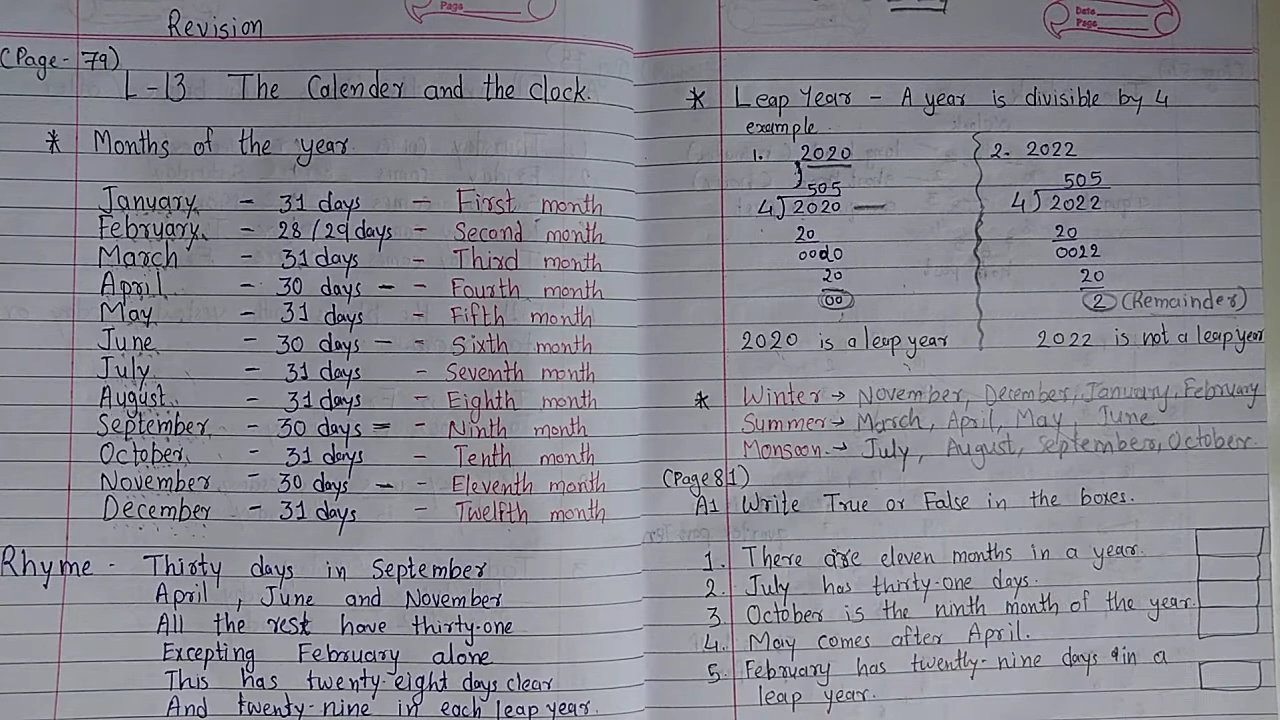 Page
Revision
(Page-79)
L-13 The Calender and the clock.
* Months of the year.
January - 31 days - First month
February - 28/29 days - Second month
March - 31 days - Third month
April - 30 days - - Fourth month
May - 31 days - Fifth month
June - 30 days - - Sixth month
July - 31 days - Seventh month
August - 31 days - Eighth month
September - 30 days = - Ninth month
October - 31 days - Tenth month
November - 30 days - - Eleventh month
December - 31 days - Twelfth month
Rhyme - Thirty days in September
April, June and November
All the rest have thirty-one
Excepting February alone
This has twenty-eight days clear
And twenty-nine in each leap year.
Date
Page
* Leap Year - A year is divisible by 4
example.
1. 2020
505
4)2020
20
0020
20
00
2020 is a leap year
2. 2022
505
4)2022
20
0022
20
2 (Remainder)
2022 is not a leap year
* Winter → November, December, January, February
Summer → March, April, May, June
Monsoon → July, August, September, October.
(Page 81)
A1 Write True or False in the boxes.
1. There are eleven months in a year.
2. July has thirty-one days.
3. October is the ninth month of the year.
4. May comes after April.
5. February has twently-nine days in a
leap year.